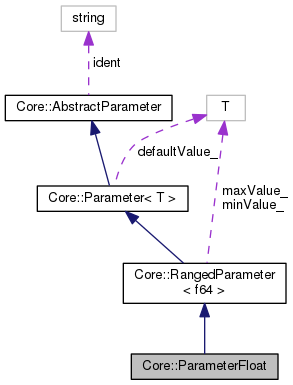 string
ident
Core::AbstractParameter
T
defaultValue_
Core::Parameter< T >
maxValue_
minValue_
Core::RangedParameter
< f64 >
Core::ParameterFloat